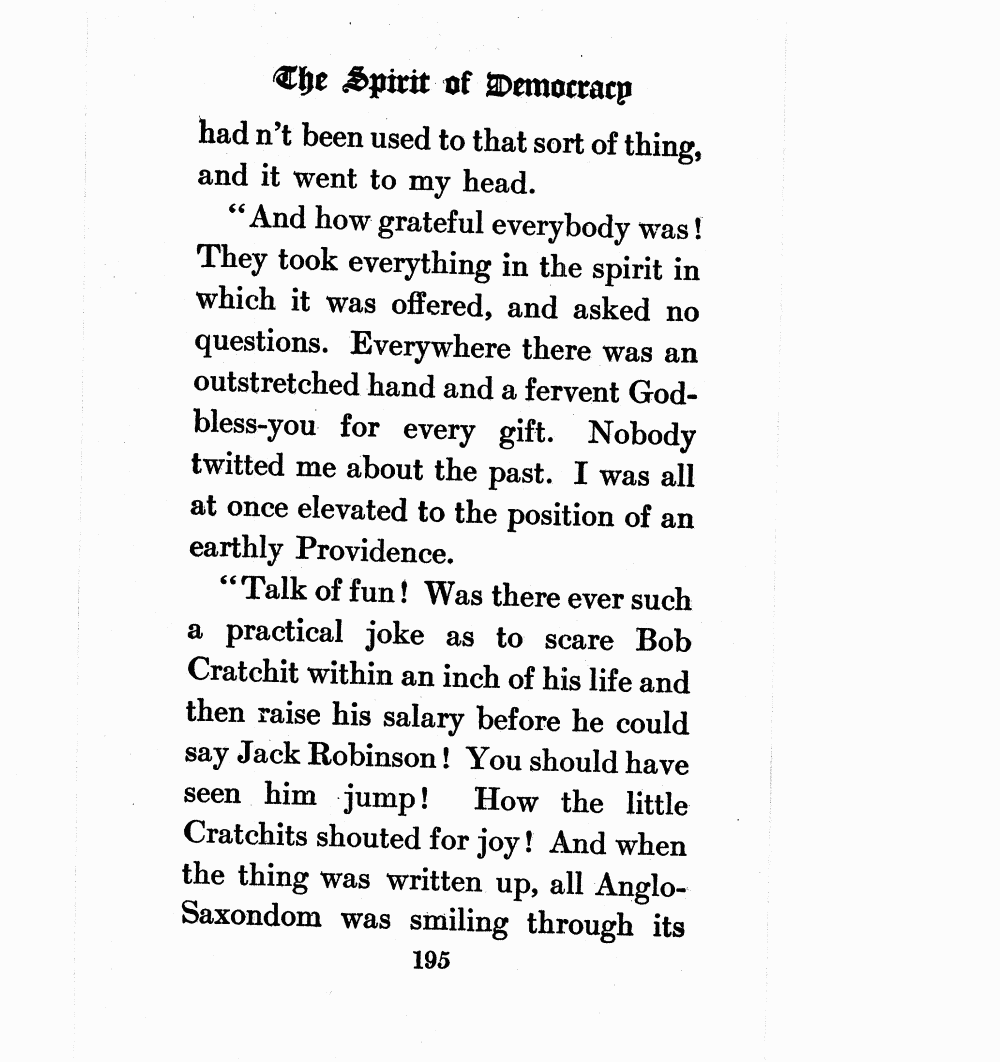 The Spirit of Democracy
had n't been used to that sort of thing,
and it went to my head.
“And how grateful everybody was!
They took everything in the spirit in
which it was offered, and asked no
questions. Everywhere there was an
outstretched hand and a fervent God-
bless-you for every gift. Nobody
twitted me about the past. I was all
at once elevated to the position of an
earthly Providence.
“Talk of fun! Was there ever such
a practical joke as to scare Bob
Cratchit within an inch of his life and
then raise his salary before he could
say Jack Robinson! You should have
seen him jump! How the little
Cratchits shouted for joy! And when
the thing was written up, all Anglo-
Saxondom was smiling through its
195